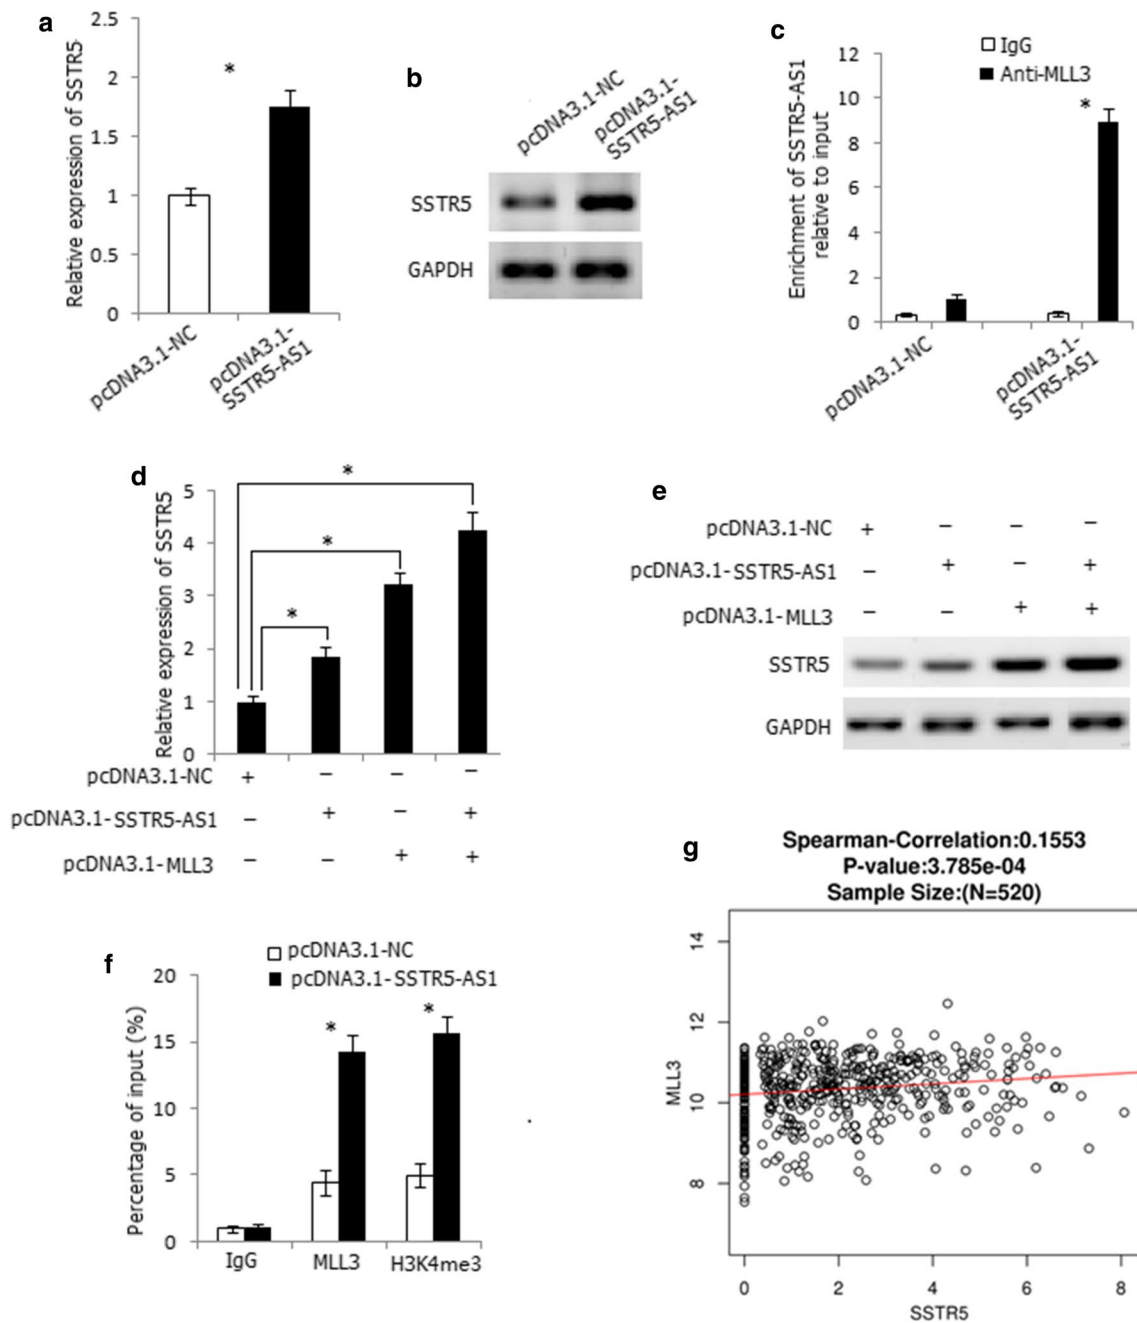 a
Relative expression of SSTR5
2.5
2
1.5
1
0.5
0
*
pcDNA3.1-NC
pcDNA3.1-
SSTR5-AS1
b
pcDNA3.1-NC
pcDNA3.1-
SSTR5-AS1
SSTR5
GAPDH
c
IgG
Anti-MLL3
Enrichment of SSTR5-AS1
relative to input
12
10
8
6
4
2
0
*
pcDNA3.1-NC
pcDNA3.1-
SSTR5-AS1
d
Relative expression of SSTR5
5
4
3
2
1
0
*
*
*
pcDNA3.1-NC + − − −
pcDNA3.1-SSTR5-AS1 − + − +
pcDNA3.1-MLL3 − − + +
e
pcDNA3.1-NC + − − −
pcDNA3.1-SSTR5-AS1 − + − +
pcDNA3.1-MLL3 − − + +
SSTR5
GAPDH
f
pcDNA3.1-NC
pcDNA3.1-SSTR5-AS1
Percentage of input (%)
20
15
10
5
0
* *
IgG MLL3 H3K4me3
g
Spearman-Correlation:0.1553
P-value:3.785e-04
Sample Size:(N=520)
MLL3
14
12
10
8
0 2 4 6 8
SSTR5